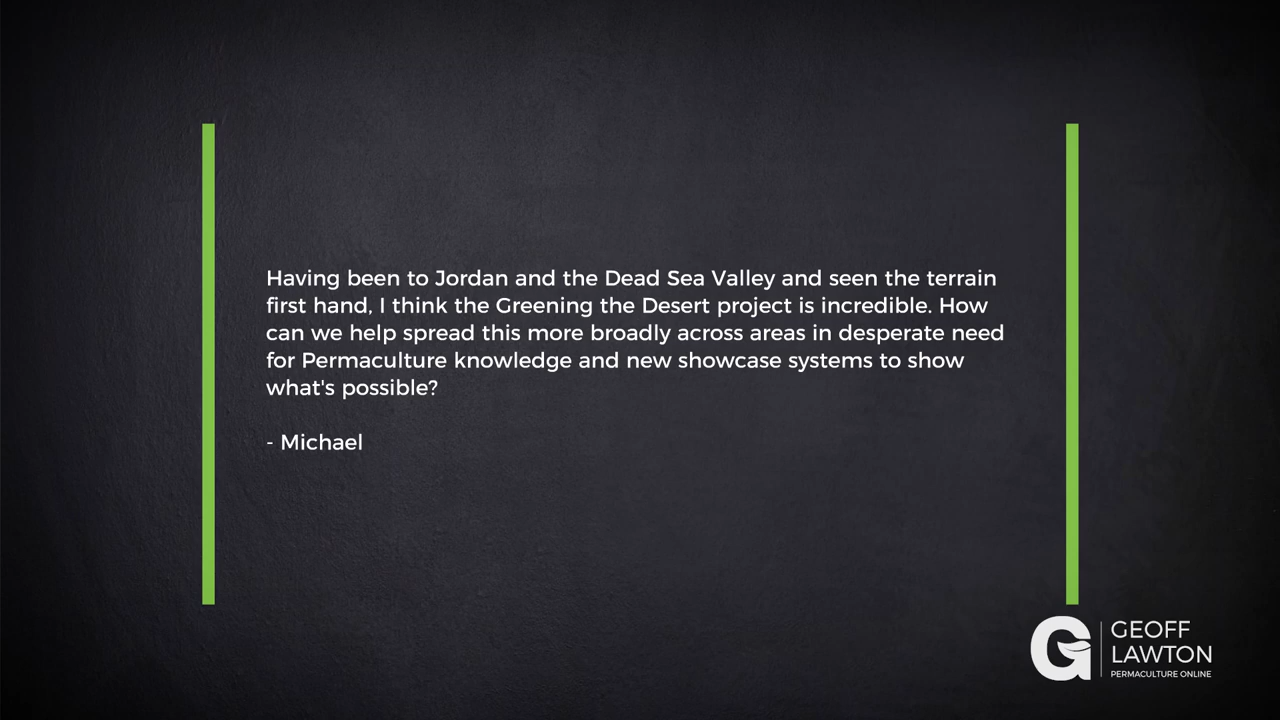 Having been to Jordan and the Dead Sea Valley and seen the terrain
first hand, I think the Greening the Desert project is incredible. How
can we help spread this more broadly across areas in desperate need
for Permaculture knowledge and new showcase systems to show
what's possible?
- Michael
GEOFF
LAWTON
PERMACULTURE ONLINE